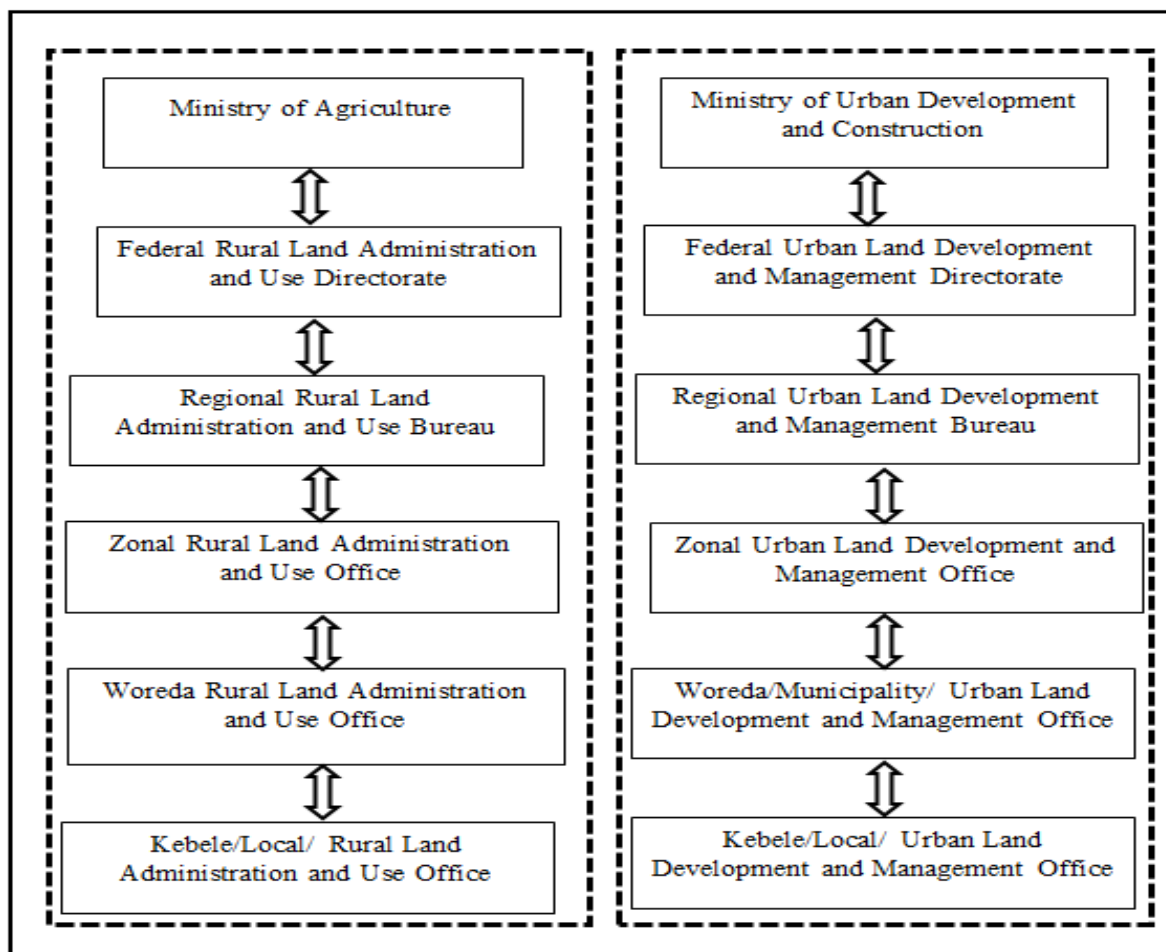 Ministry of Agriculture
Federal Rural Land Administration
and Use Directorate
Regional Rural Land
Administration and Use Bureau
Zonal Rural Land Administration
and Use Office
Woreda Rural Land Administration
and Use Office
Kebele/Local/ Rural Land
Administration and Use Office
Ministry of Urban Development
and Construction
Federal Urban Land Development
and Management Directorate
Regional Urban Land Development
and Management Bureau
Zonal Urban Land Development and
Management Office
Woreda/Municipality/ Urban Land
Development and Management Office
Kebele/Local/ Urban Land
Development and Management Office